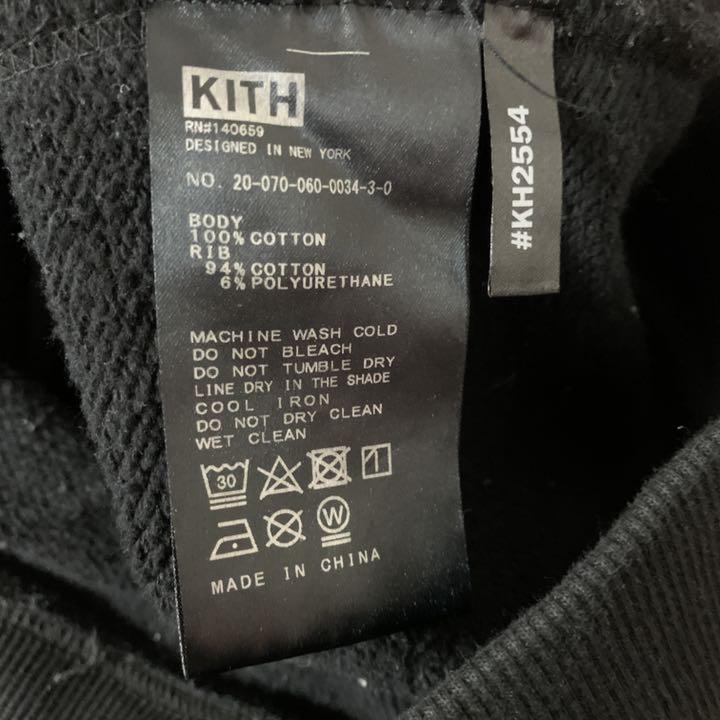 KITH
RN#140659
DESIGNED IN NEW YORK
NO. 20-070-060-0034-3-0
BODY
100% COTTON
RIB
94% COTTON
6% POLYURETHANE
MACHINE WASH COLD
DO NOT BLEACH
DO NOT TUMBLE DRY
LINE DRY IN THE SHADE
COOL IRON
DO NOT DRY CLEAN
WET CLEAN
30
W
MADE IN CHINA
#KH2554